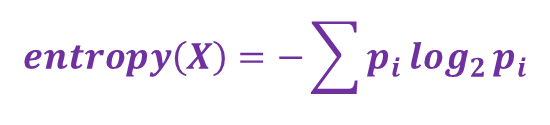 entropy(X) = − ∑ pᵢ log₂ pᵢ